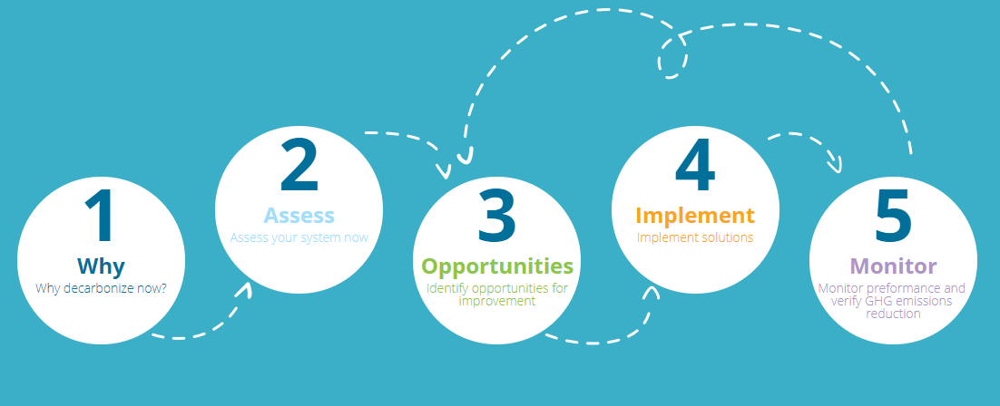 1
Why
Why decarbonize now?
2
Assess
Assess your system now
3
Opportunities
Identify opportunities for
improvement
4
Implement
Implement solutions
5
Monitor
Monitor preformance and
verify GHG emissions
reduction